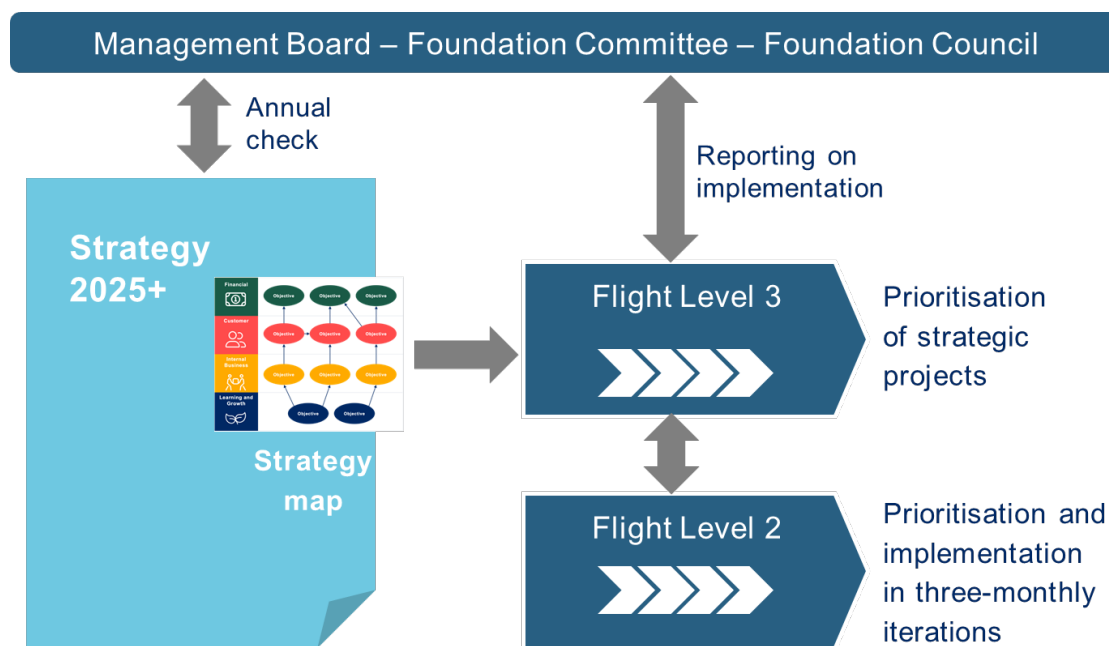 Management Board – Foundation Committee – Foundation Council
Annual
check
Reporting on
implementation
Strategy
2025+
Financial
Objective
Objective
Objective
Customer
Objective
Objective
Objective
Internal
Business
Objective
Objective
Objective
Learning and
Growth
Objective
Objective
Strategy
map
Flight Level 3
Prioritisation
of strategic
projects
Flight Level 2
Prioritisation and
implementation
in three-monthly
iterations